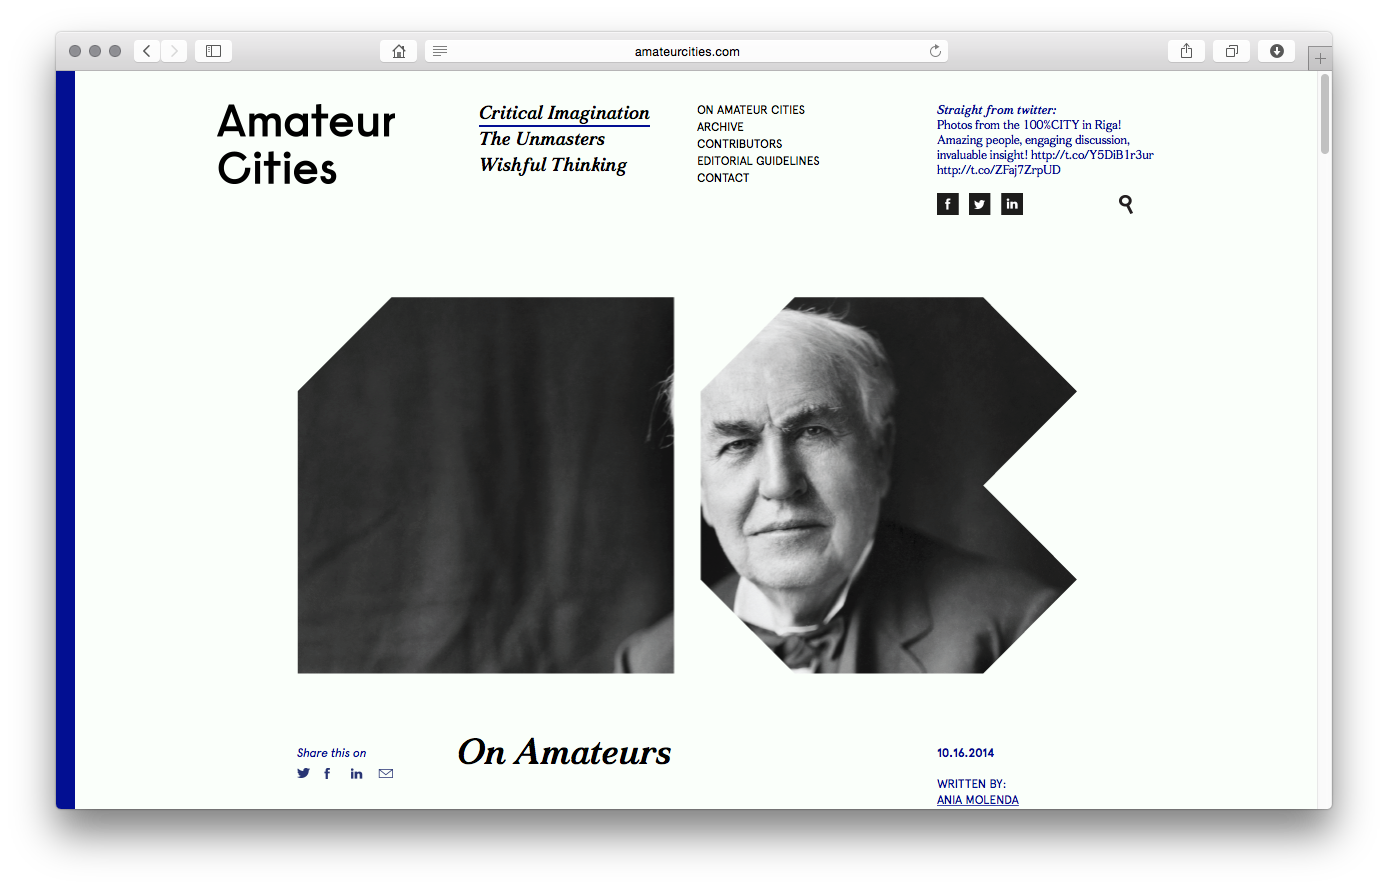 amateurcities.com
Amateur
Cities
Critical Imagination
The Unmasters
Wishful Thinking
ON AMATEUR CITIES
ARCHIVE
CONTRIBUTORS
EDITORIAL GUIDELINES
CONTACT
Straight from twitter:
Photos from the 100%CITY in Riga!
Amazing people, engaging discussion,
invaluable insight! http://t.co/Y5DiB1r3ur
http://t.co/ZFaj7ZrpUD
f
in
Share this on
f
in
On Amateurs
10.16.2014
WRITTEN BY:
ANIA MOLENDA